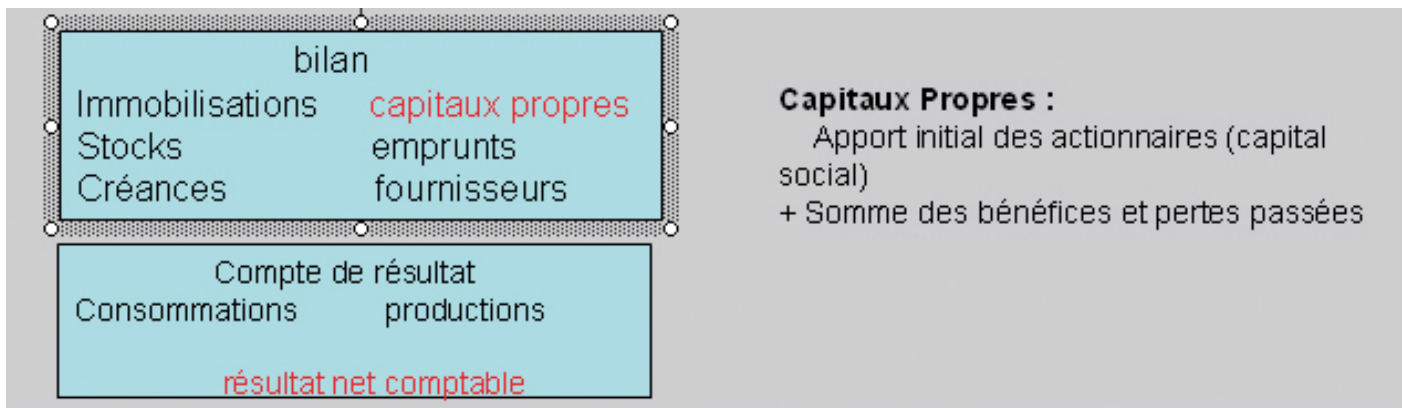 bilan
Immobilisations capitaux propres
Stocks emprunts
Créances fournisseurs
Compte de résultat
Consommations productions
résultat net comptable
Capitaux Propres :
Apport initial des actionnaires (capital
social)
+ Somme des bénéfices et pertes passées